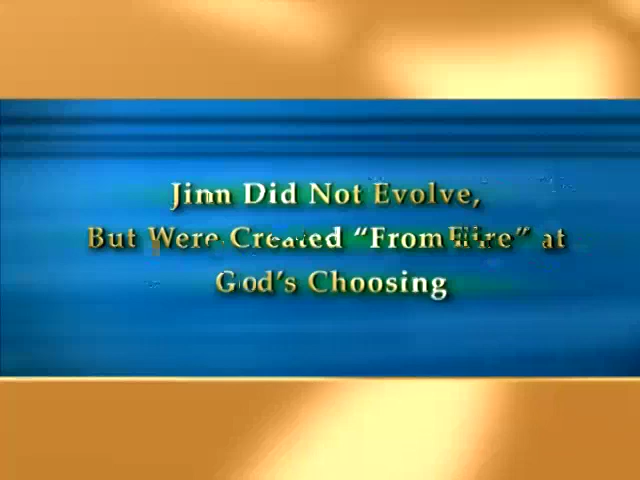 Jinn Did Not Evolve,
But Were Created “From Fire” at
God’s Choosing